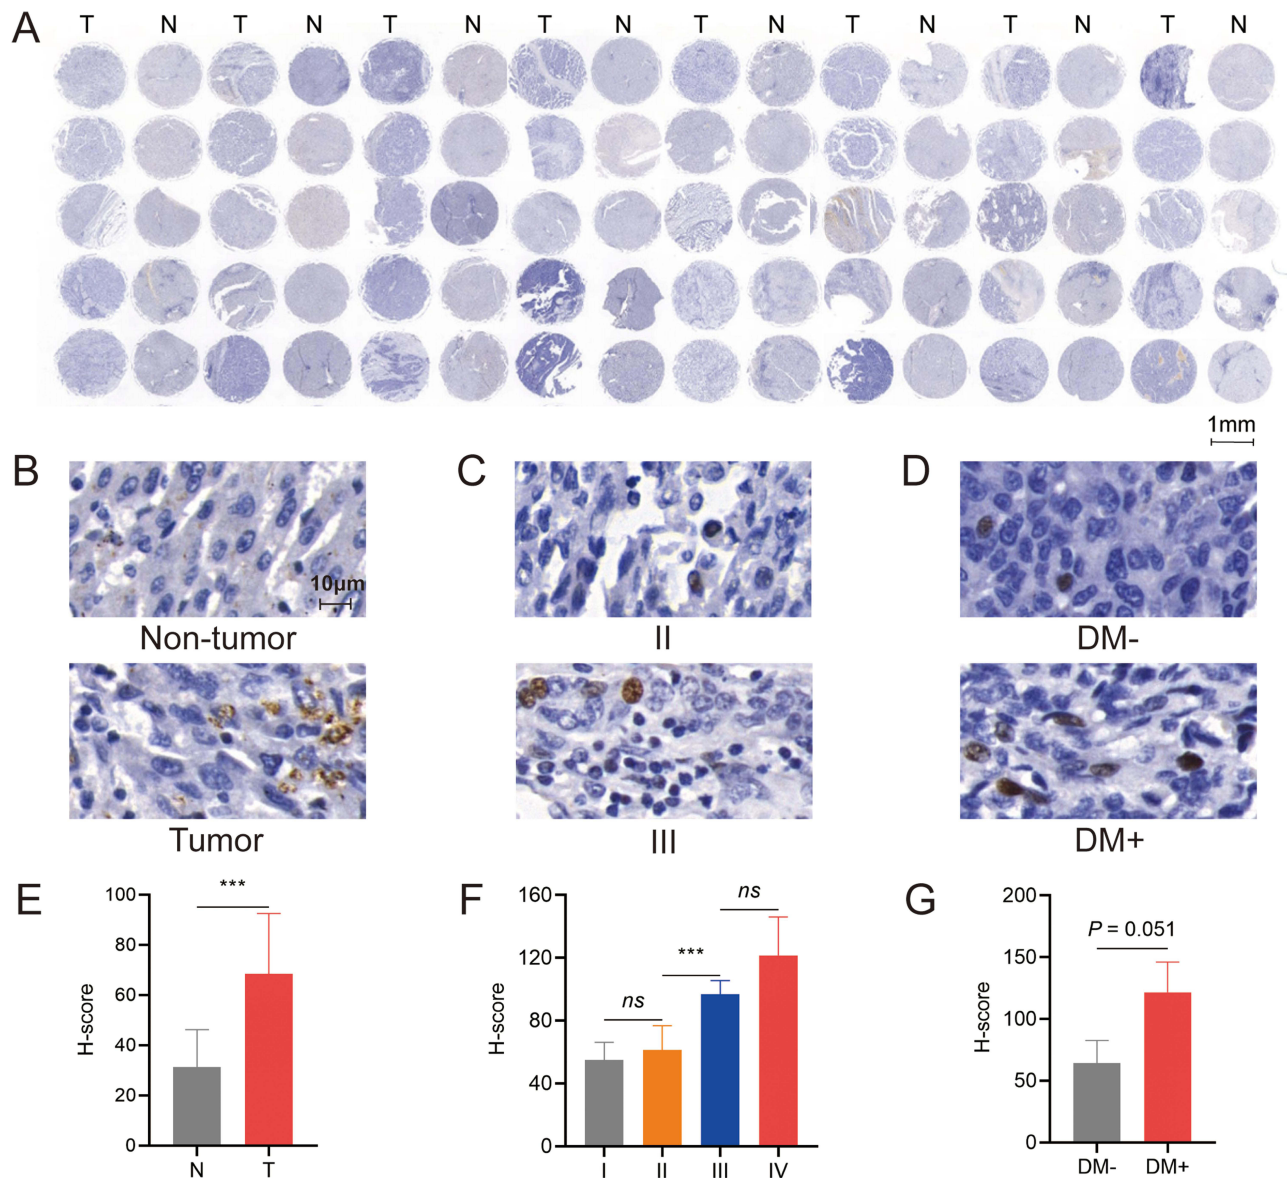 A
T N T N T N T N T N T N T N T N
1mm
B
C
D
10µm
Non-tumor
II
DM-
Tumor
III
DM+
E
H-score
100
80
60
40
20
0
***
N T
F
H-score
160
120
80
40
0
ns
***
ns
I II III IV
G
H-score
200
150
100
50
0
P = 0.051
DM- DM+